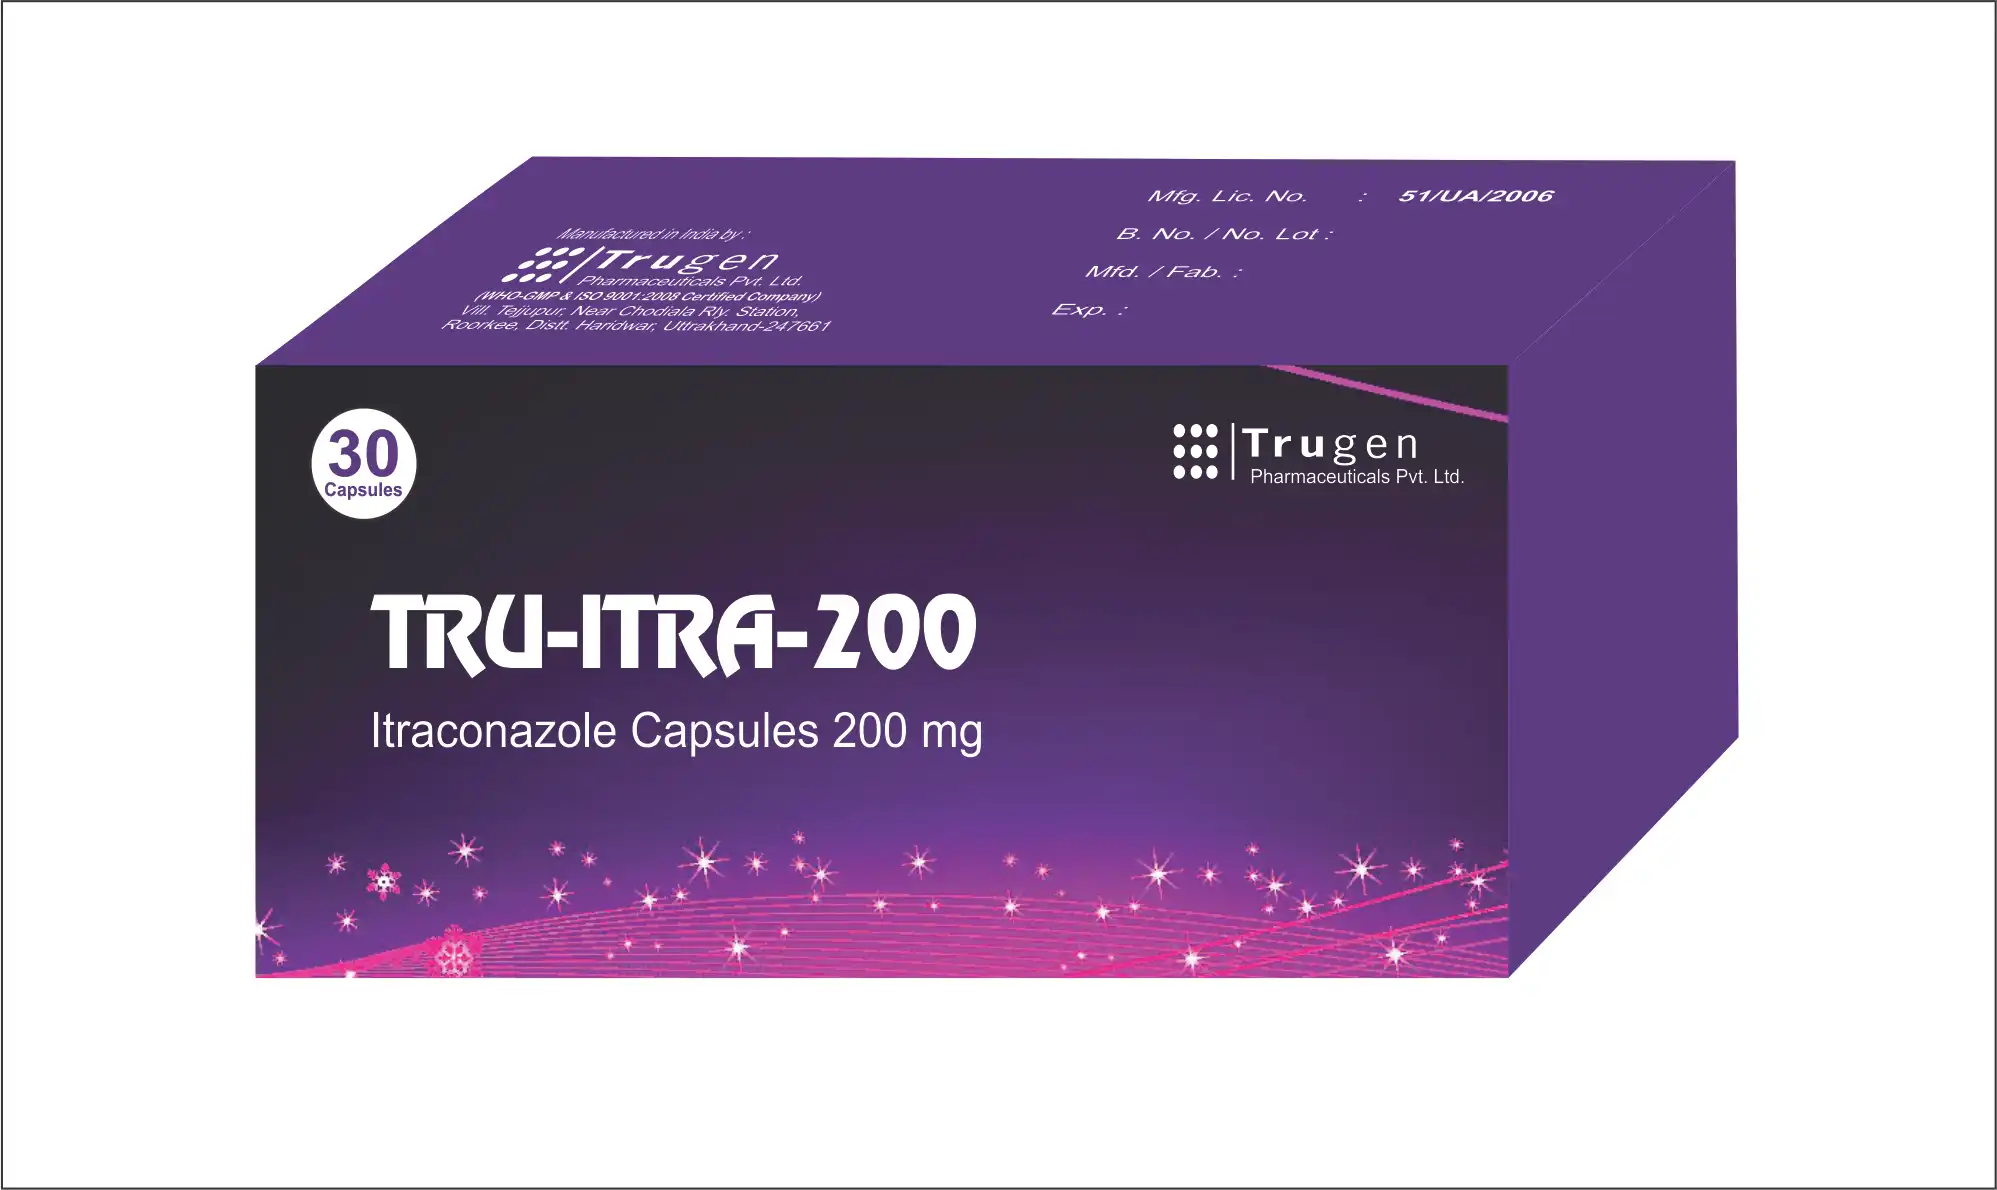 Manufactured in India by :
Trugen
Pharmaceuticals Pvt. Ltd.
(WHO-GMP & ISO 9001:2008 Certified Company)
Vill. Tejjupur, Near Chodiala Rly. Station,
Roorkee, Distt. Haridwar, Uttrakhand-247661
Mfg. Lic. No. : 51/UA/2006
B. No. / No. Lot :
Mfd. / Fab. :
Exp. :
30
Capsules
Trugen
Pharmaceuticals Pvt. Ltd.
TRU-ITRA-200
Itraconazole Capsules 200 mg